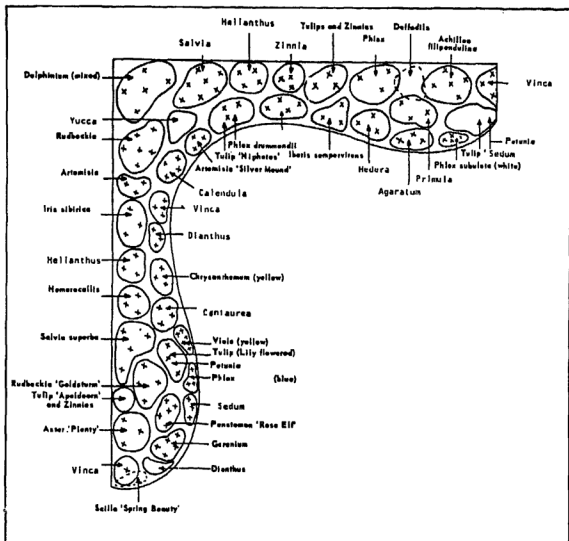 Helianthus
Tulips and Zinnies
Daffodils
Salvia
Zinnia
Phlox
Achillea
filipendulina
Delphinium (mixed)
Vinca
Yucca
Rudbeckia
Phlox drummondii
Tulip 'Niphetos'
Iberis sempervirens
Artemisia 'Silver Mound'
Petunia
Tulip
Sedum
Phlox subulata (white)
Hedera
Primula
Agaratum
Artemisia
Calendula
Iris sibirica
Vinca
Dianthus
Helianthus
Chrysanthemum (yellow)
Hemerocallis
Centaurea
Salvia superba
Viola (yellow)
Tulip (Lily flowered)
Petunia
Phlox (blue)
Rudbeckia 'Goldsturm'
Tulip 'Apeldoorn'
and Zinnies
Sedum
Penstemon 'Rose Elf'
Aster 'Plenty'
Geranium
Vinca
Dianthus
Scilla 'Spring Beauty'